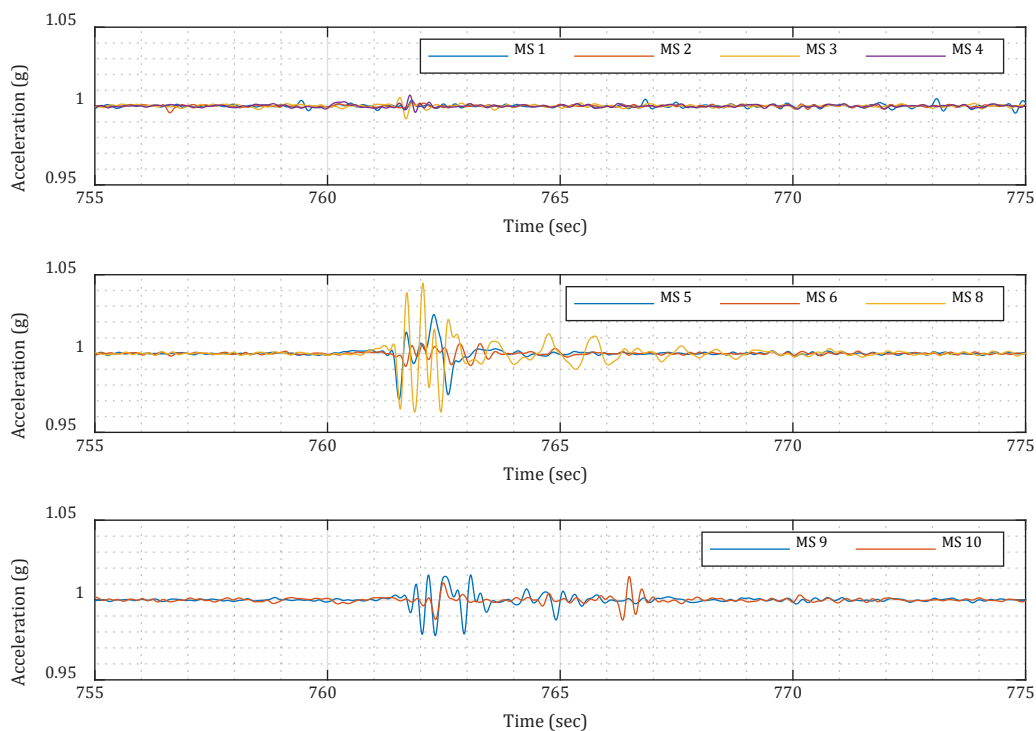 1.05
MS 1 MS 2 MS 3 MS 4
Acceleration (g)
1
0.95
755 760 765 770 775
Time (sec)
1.05
MS 5 MS 6 MS 8
Acceleration (g)
1
0.95
755 760 765 770 775
Time (sec)
1.05
MS 9 MS 10
Acceleration (g)
1
0.95
755 760 765 770 775
Time (sec)